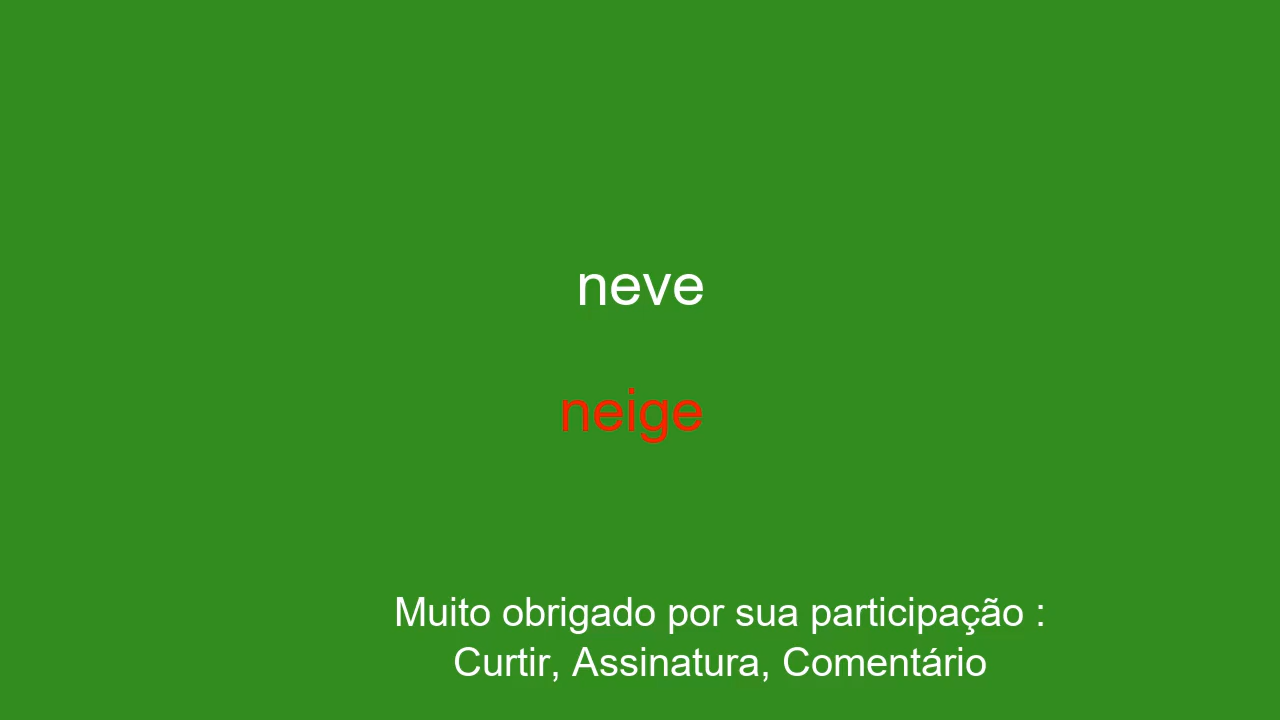 neve
neige
Muito obrigado por sua participação :
Curtir, Assinatura, Comentário